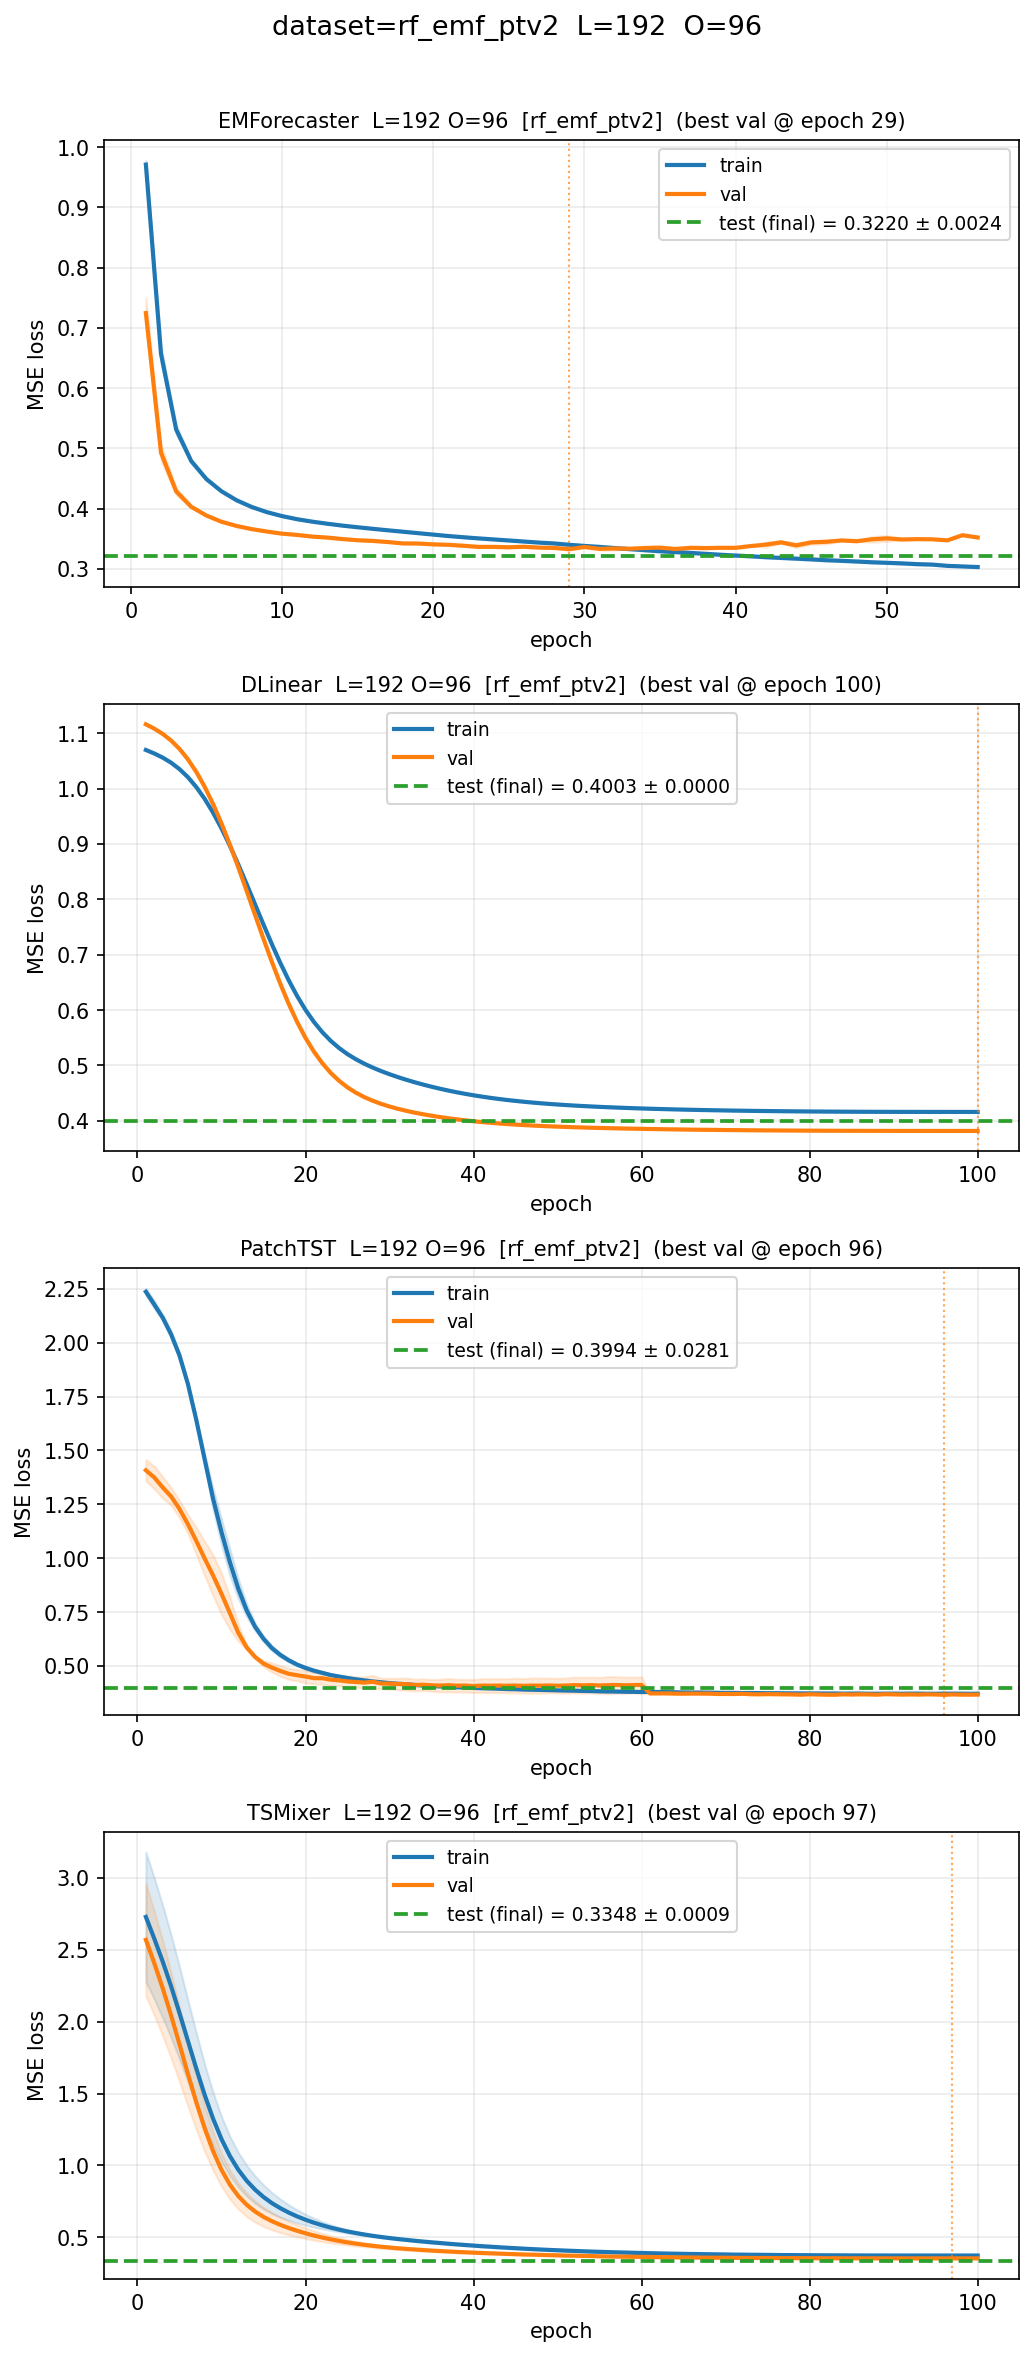 dataset=rf_emf_ptv2  L=192  O=96
EMForecaster  L=192 O=96  [rf_emf_ptv2]  (best val @ epoch 29)
train
val
test (final) = 0.3220 ± 0.0024
MSE loss
1.0
0.9
0.8
0.7
0.6
0.5
0.4
0.3
0 10 20 30 40 50
epoch
DLinear  L=192 O=96  [rf_emf_ptv2]  (best val @ epoch 100)
train
val
test (final) = 0.4003 ± 0.0000
MSE loss
1.1
1.0
0.9
0.8
0.7
0.6
0.5
0.4
0 20 40 60 80 100
epoch
PatchTST  L=192 O=96  [rf_emf_ptv2]  (best val @ epoch 96)
train
val
test (final) = 0.3994 ± 0.0281
MSE loss
2.25
2.00
1.75
1.50
1.25
1.00
0.75
0.50
0 20 40 60 80 100
epoch
TSMixer  L=192 O=96  [rf_emf_ptv2]  (best val @ epoch 97)
train
val
test (final) = 0.3348 ± 0.0009
MSE loss
3.0
2.5
2.0
1.5
1.0
0.5
0 20 40 60 80 100
epoch